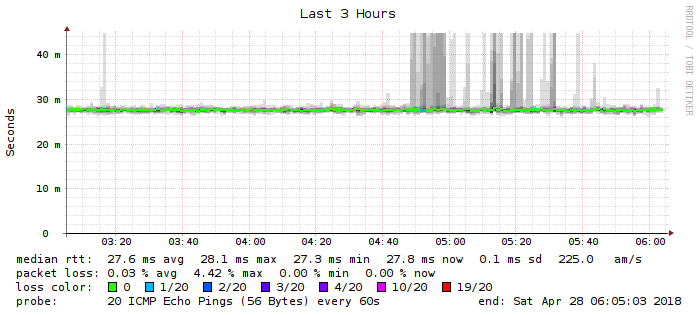 Last 3 Hours
RRDTOOL / TOBI OETIKER
Seconds
40 m
30 m
20 m
10 m
0
03:20 03:40 04:00 04:20 04:40 05:00 05:20 05:40 06:00
median rtt: 27.6 ms avg 28.1 ms max 27.3 ms min 27.8 ms now 0.1 ms sd 225.0 am/s
packet loss: 0.03 % avg 4.42 % max 0.00 % min 0.00 % now
loss color: 0 1/20 2/20 3/20 4/20 10/20 19/20
probe: 20 ICMP Echo Pings (56 Bytes) every 60s end: Sat Apr 28 06:05:03 2018